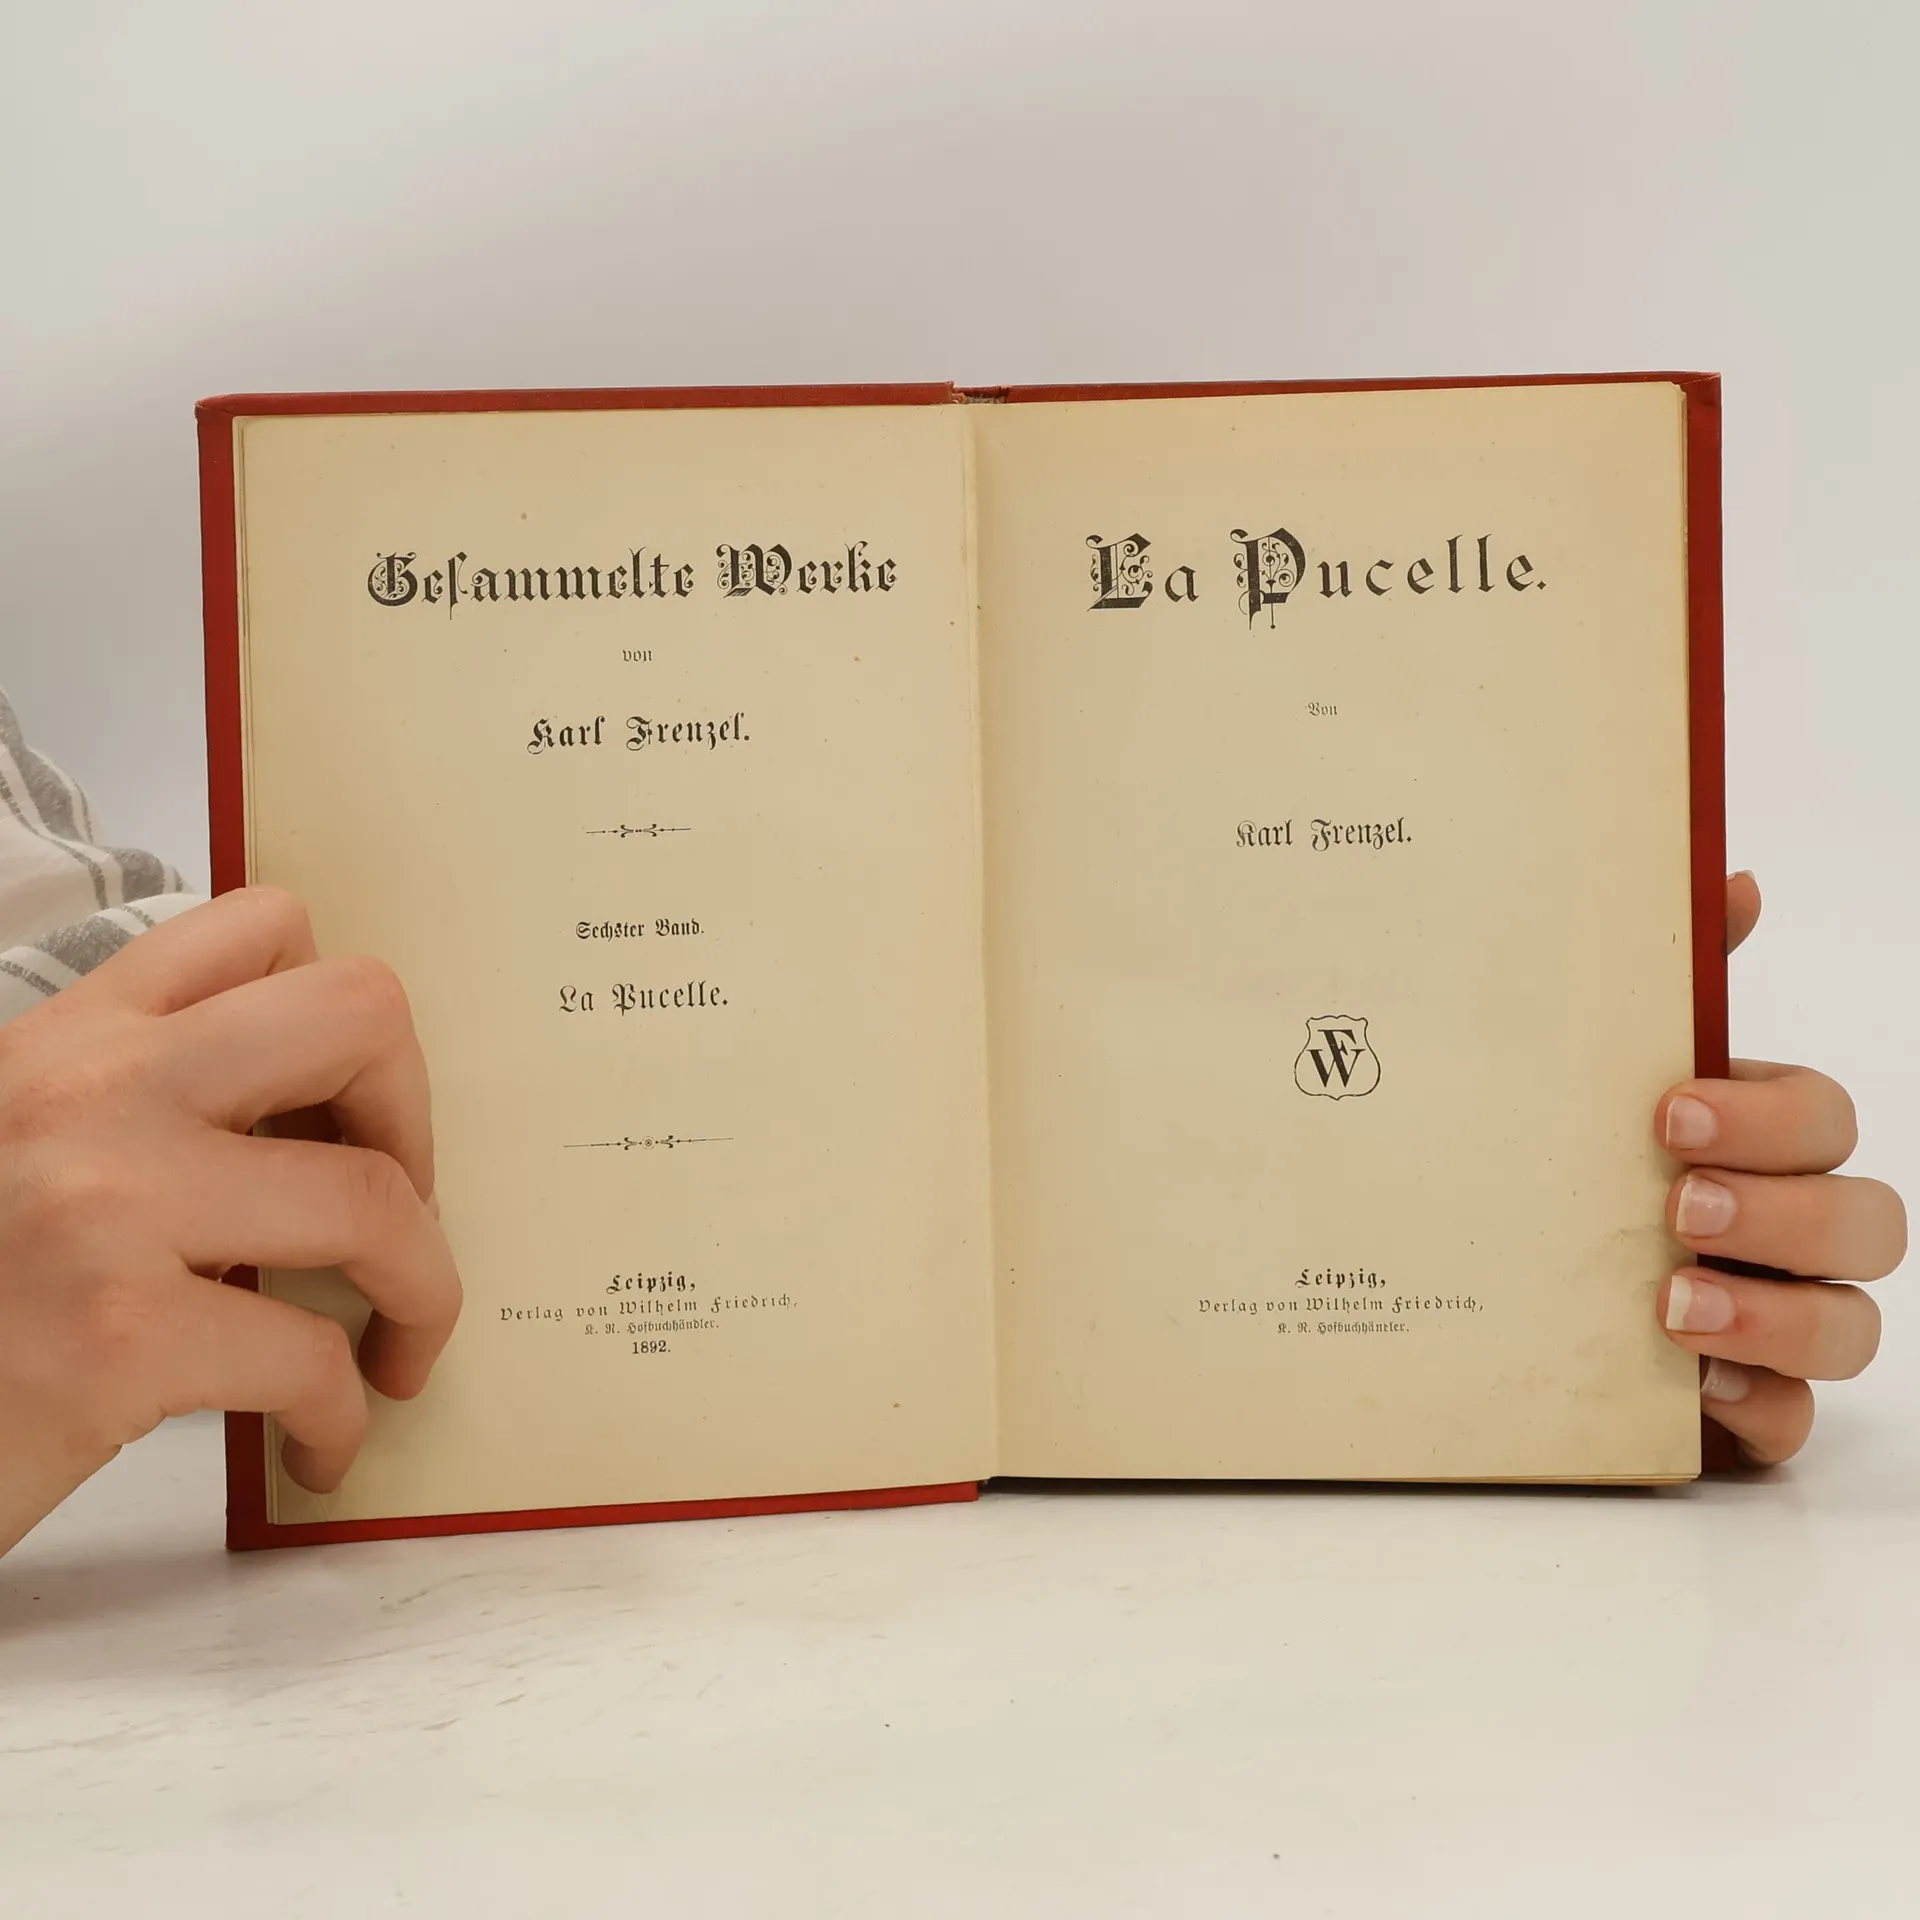 Gesammelte Werke
von
Karl Frenzel.
Sechster Band.
La Pucelle.
Leipzig,
Verlag von Wilhelm Friedrich,
K. R. Hofbuchhändler.
1892.
La Pucelle.
Von
Karl Frenzel.
WF
Leipzig,
Verlag von Wilhelm Friedrich,
K. R. Hofbuchhändler.